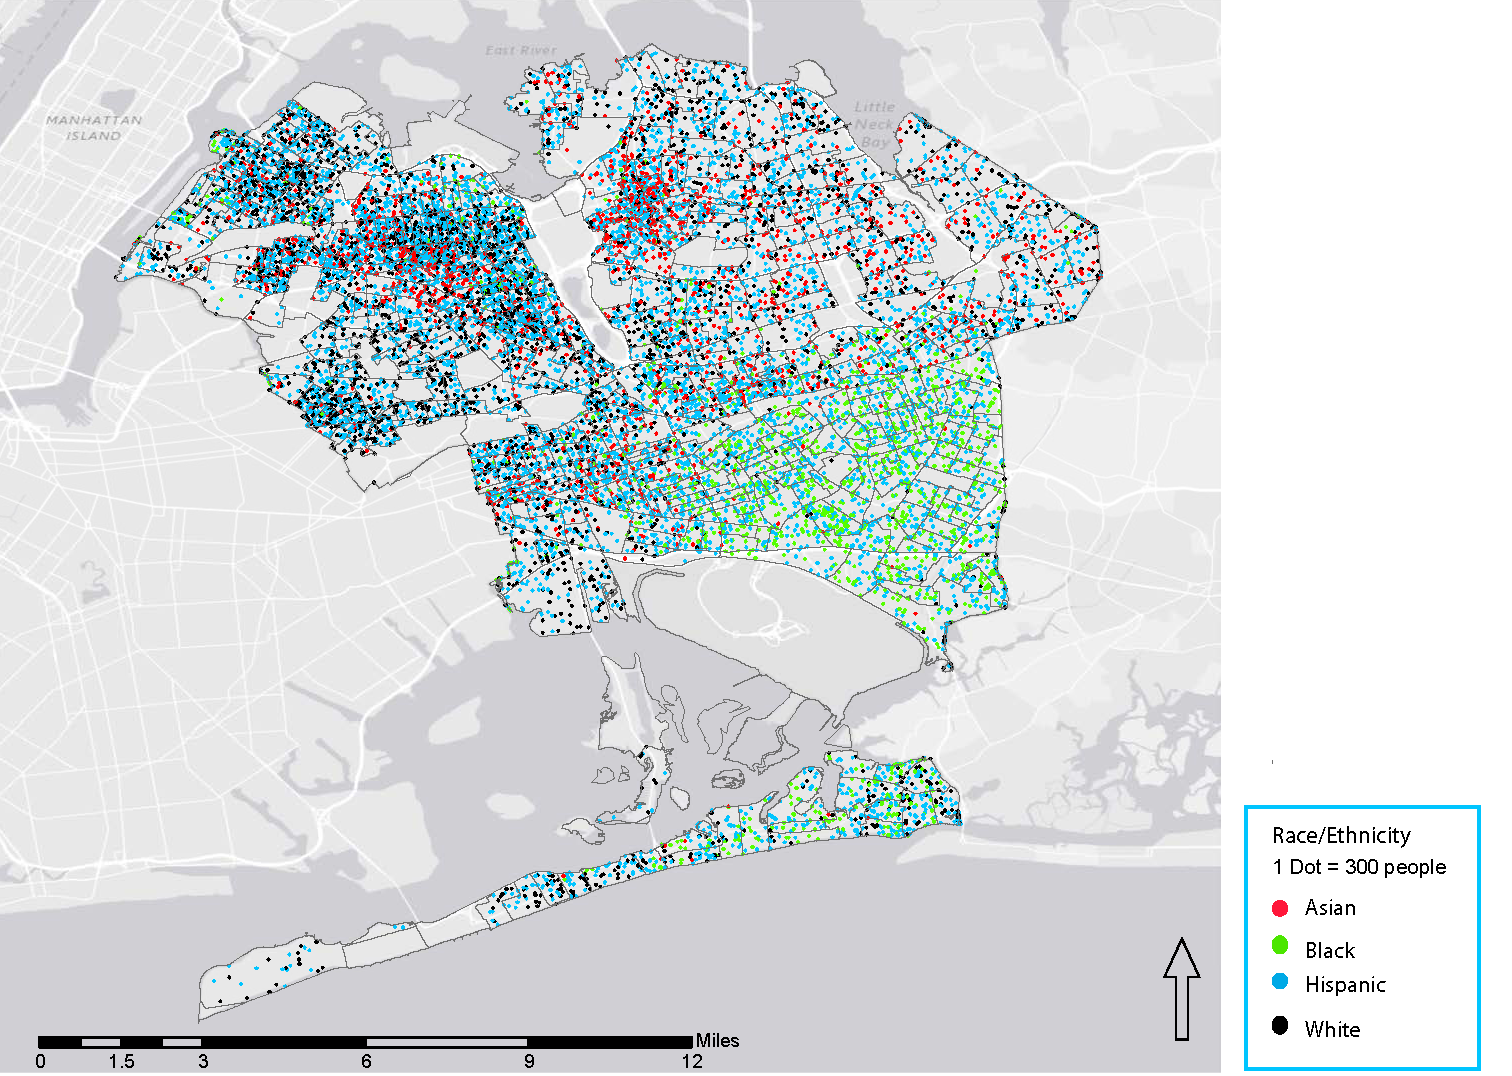 East River
MANHATTAN
ISLAND
Little
Neck
Bay
Race/Ethnicity
1 Dot = 300 people
Asian
Black
Hispanic
White
Miles
0 1.5 3 6 9 12